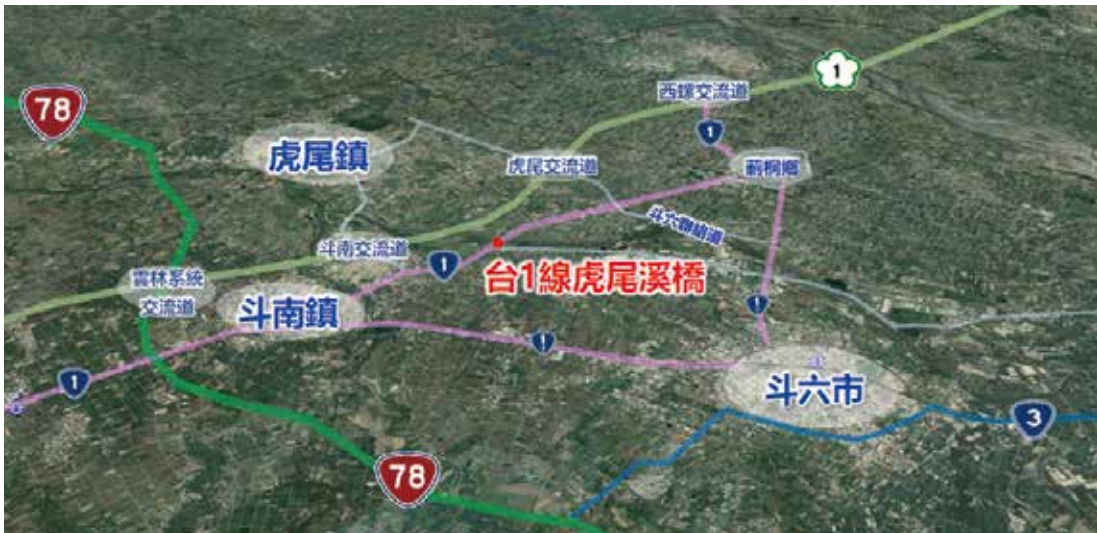 1
78
西螺交流道
1
虎尾鎮
虎尾交流道
莿桐鄉
斗六聯絡道
斗南交流道
1
台1線虎尾溪橋
雲林系統
交流道
斗南鎮
1
斗六市
3
78